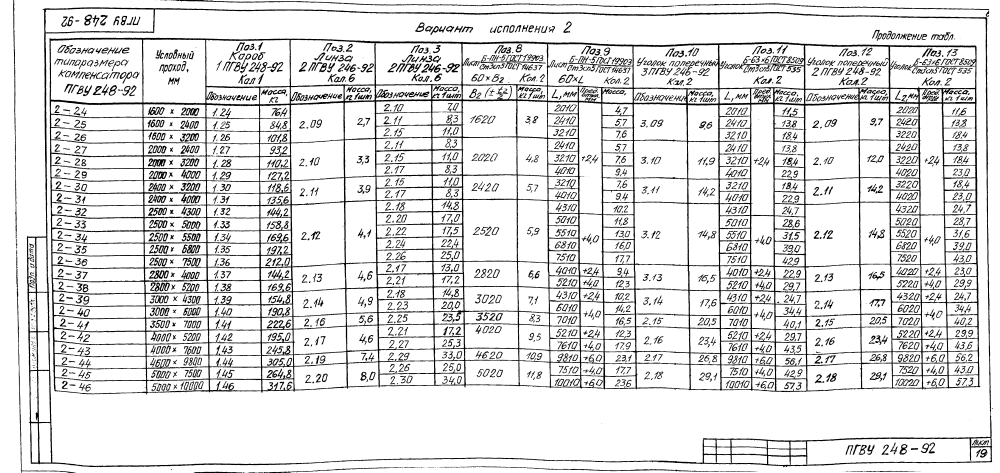 ПГВУ 248-92
Вариант исполнения 2
Продолжение табл.
Обозначение типоразмера компенсатора ПГВУ 248-92 | Условный проход, мм | Поз.1 Короб 1 ПГВУ 248-92 Кол 1 | Поз.2 Линза 2 ПГВУ 246-92 Кол.6 | Поз. 3 Линза 2 ПГВУ 246-92 Кол. 6 | Поз. 8 Лист Б-ПН-5 ГОСТ 19903 Ст3сп5 ГОСТ 14637 60×B2 Кол. 2 | Поз 9 Лист Б-ПН-5 ГОСТ 19903 Ст3сп5 ГОСТ 14637 60×L Кол. 2 | Поз.10 Уголок поперечный 3 ПГВУ 248-92 Кол. 2 | Поз.11 Уголок Б-63×6 ГОСТ 8509 ГОСТ 535 Кол. 2 | Поз. 12 Уголок поперечный 2 ПГВУ 248-92 Кол. 2 | Поз. 13 Уголок Б-63×6 ГОСТ 8509 ГОСТ 535 Кол. 2
Обозначение | Масса, кг | Обозначение | Масса, кг 1 шт | Обозначение | Масса, кг 1 шт | B2 | Масса, кг 1 шт | L, мм | Масса, | Обозначение | Масса, кг 1 шт | L, мм | Масса, кг 1 шт | Обозначение | Масса, кг 1 шт | L2, мм | Масса, кг 1 шт
2-24 1600 × 2000 1.24 76,4 2.09 2,7 2.10 7,0 1620 3,8 2010 +2,4 4,7 3.09 9,6 2010 +2,4 11,5 2.09 9,7 2020 +2,4 11,6
2-25 1600 × 2400 1.25 84,8 2.11 8,3 2410 5,7 2410 13,8 2420 13,8
2-26 1600 × 3200 1.26 101,8 2.15 11,0 3210 7,6 3210 18,4 3220 18,4
2-27 2000 × 2400 1.27 93,2 2.10 3,3 2.11 8,3 2020 4,8 2410 5,7 3.10 11,9 2410 13,8 2.10 12,0 2420 13,8
2-28 2000 × 3200 1.28 110,2 2.15 11,0 3210 7,6 3210 18,4 3220 18,4
2-29 2000 × 4000 1.29 127,2 2.17 8,3 4010 9,4 4010 22,9 4020 23,0
2-30 2400 × 3200 1.30 118,6 2.11 3,9 2.15 11,0 2420 5,7 3210 7,6 3.11 14,2 3210 18,4 2.11 14,2 3220 18,4
2-31 2400 × 4000 1.31 135,6 2.17 8,3 4010 9,4 4010 22,9 4020 23,0
2-32 2500 × 4300 1.32 144,2 2.12 4,1 2.18 14,8 2520 5,9 4310 +4,0 10,2 3.12 14,8 4310 +4,0 24,7 2.12 14,8 4320 +4,0 24,7
2-33 2500 × 5000 1.33 158,8 2.20 17,0 5010 11,8 5010 28,6 5020 28,7
2-34 2500 × 5500 1.34 169,6 2.22 17,5 5510 13,0 5510 31,5 5520 31,6
2-35 2500 × 6800 1.35 197,2 2.24 22,4 6810 16,0 6810 39,0 6820 39,0
2-36 2500 × 7500 1.36 212,0 2.26 25,0 7510 17,7 7510 42,9 7520 43,0
2-37 2800 × 4000 1.37 144,2 2.13 4,6 2.17 13,0 2820 6,6 4010 +2,4 9,4 3.13 16,5 4010 +2,4 22,9 2.13 16,5 4020 +2,4 23,0
2-38 2800 × 5200 1.38 169,6 2.21 17,2 5210 +4,0 12,3 5210 +4,0 29,7 5220 +4,0 29,9
2-39 3000 × 4300 1.39 154,8 2.14 4,9 2.18 14,8 3020 7,1 4310 +2,4 10,2 3.14 17,6 4310 +2,4 24,7 2.14 17,7 4320 +2,4 24,7
2-40 3000 × 6000 1.40 190,8 2.23 20,0 6010 +4,0 14,2 6010 +4,0 34,4 6020 +4,0 34,4
2-41 3500 × 7000 1.41 222,6 2.16 5,6 2.25 23,5 3520 8,3 7010 16,5 2.15 20,5 7010 40,1 2.15 20,5 7020 40,2
2-42 4000 × 5200 1.42 195,0 2.17 4,6 2.21 17,2 4020 9,5 5210 +2,4 12,3 2.16 23,4 5210 +2,4 29,7 2.16 23,4 5220 +2,4 29,9
2-43 4000 × 7600 1.43 245,8 2.27 25,3 7610 +4,0 17,9 7610 +4,0 43,5 7620 +4,0 43,6
2-44 4600 × 9800 1.44 305,0 2.19 7,4 2.29 33,0 4620 10,9 9810 +6,0 23,1 2.17 26,8 9810 +6,0 56,1 2.17 26,8 9820 +6,0 56,2
2-45 5000 × 7500 1.45 264,8 2.20 8,0 2.26 25,0 5020 11,8 7510 +4,0 17,7 2.18 29,1 7510 +4,0 42,9 2.18 29,1 7520 +4,0 43,0
2-46 5000 × 10000 1.46 317,6 2.30 34,0 10010 +6,0 23,6 10010 +6,0 57,3 10020 +6,0 57,3
ПГВУ 248-92
Лист
19